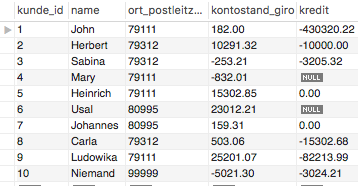 kunde_id name ort_postleitz... kontostand_giro kredit
1 John 79111 182.00 -430320.22
2 Herbert 79312 10291.32 -10000.00
3 Sabina 79312 -253.21 -3205.32
4 Mary 79111 -832.01 NULL
5 Heinrich 79111 15302.85 0.00
6 Usal 80995 23012.21 NULL
7 Johannes 80995 159.31 0.00
8 Carla 79312 503.06 -15302.68
9 Ludowika 79111 25201.07 -82213.99
10 Niemand 99999 -5021.30 -3024.21